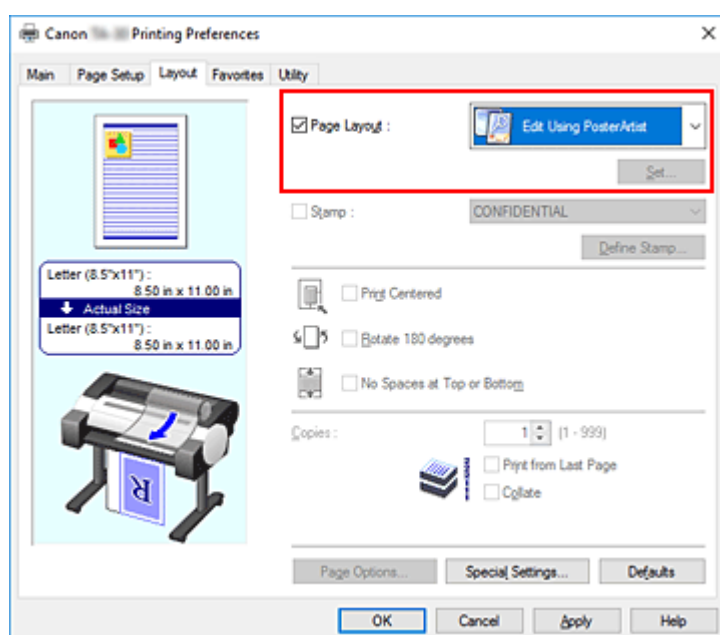 Canon Printing Preferences
Main Page Setup Layout Favorites Utility
Page Layout :
Edit Using PosterArtist
Set...
Stamp :
CONFIDENTIAL
Define Stamp...
Letter (8.5"x11") :
8.50 in x 11.00 in
Actual Size
Letter (8.5"x11") :
8.50 in x 11.00 in
R
Print Centered
Rotate 180 degrees
No Spaces at Top or Bottom
Copies :
1 (1 - 999)
Print from Last Page
Collate
Page Options... Special Settings... Defaults
OK Cancel Apply Help